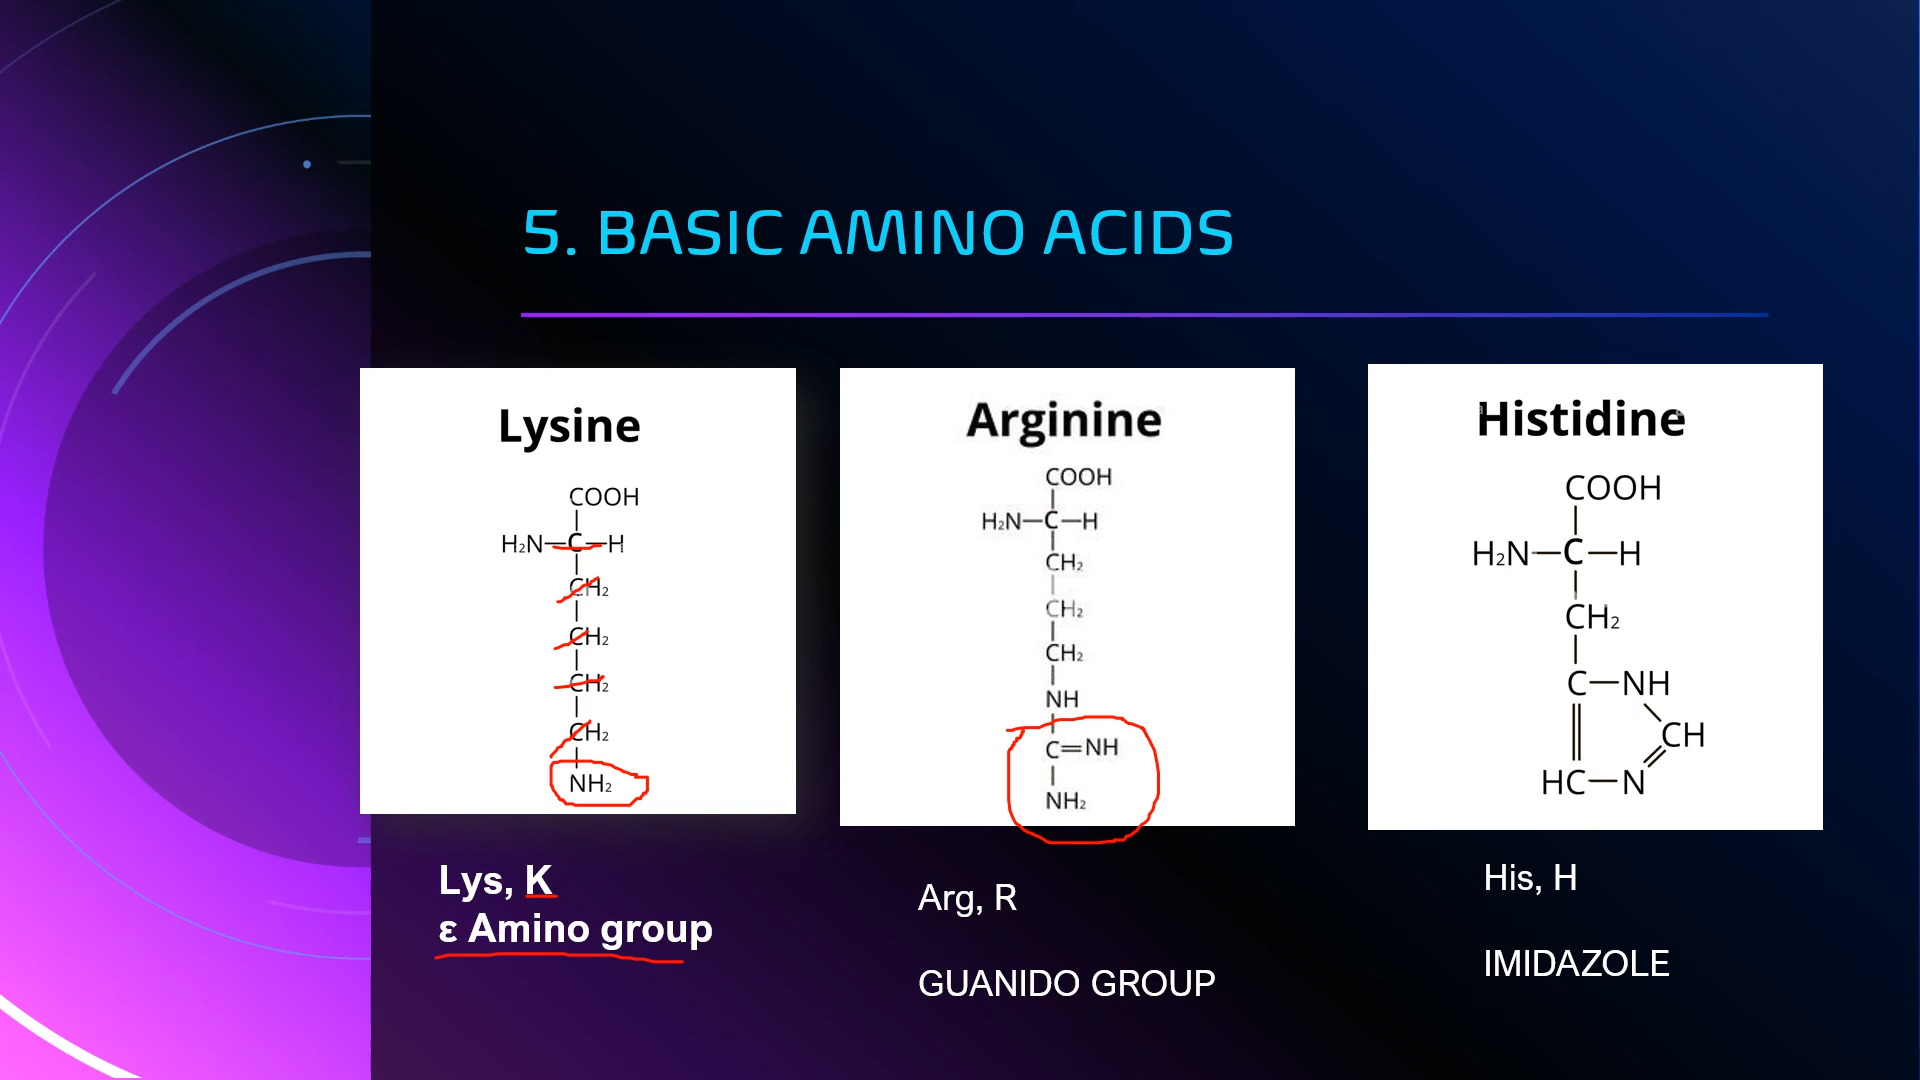 5. BASIC AMINO ACIDS
Lysine
COOH
H₂N—C—H
CH₂
CH₂
CH₂
CH₂
NH₂
Lys, K
ε Amino group
Arginine
COOH
H₂N—C—H
CH₂
CH₂
CH₂
NH
C=NH
NH₂
Arg, R
GUANIDO GROUP
Histidine
COOH
H₂N—C—H
CH₂
C—NH
CH
HC—N
His, H
IMIDAZOLE